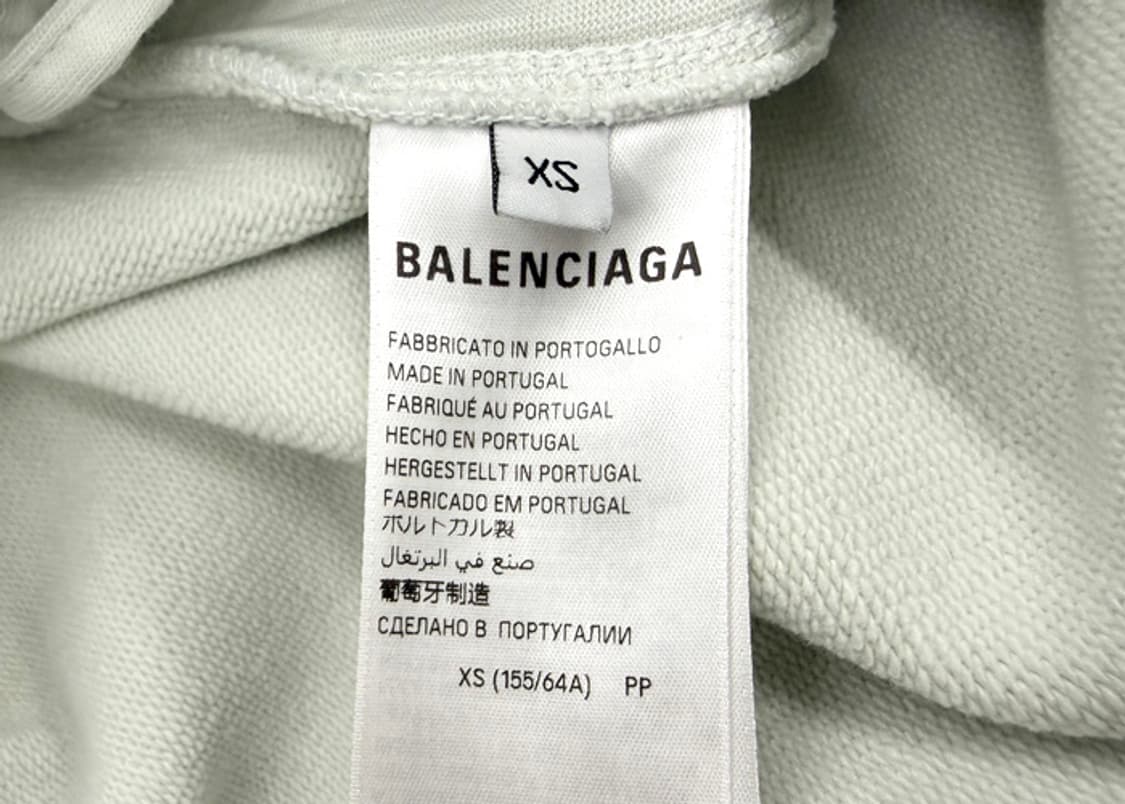 XS
BALENCIAGA
FABBRICATO IN PORTOGALLO
MADE IN PORTUGAL
FABRIQUÉ AU PORTUGAL
HECHO EN PORTUGAL
HERGESTELLT IN PORTUGAL
FABRICADO EM PORTUGAL
ポルトガル製
صنع في البرتغال
葡萄牙制造
СДЕЛАНО В ПОРТУГАЛИИ
XS (155/64A) PP